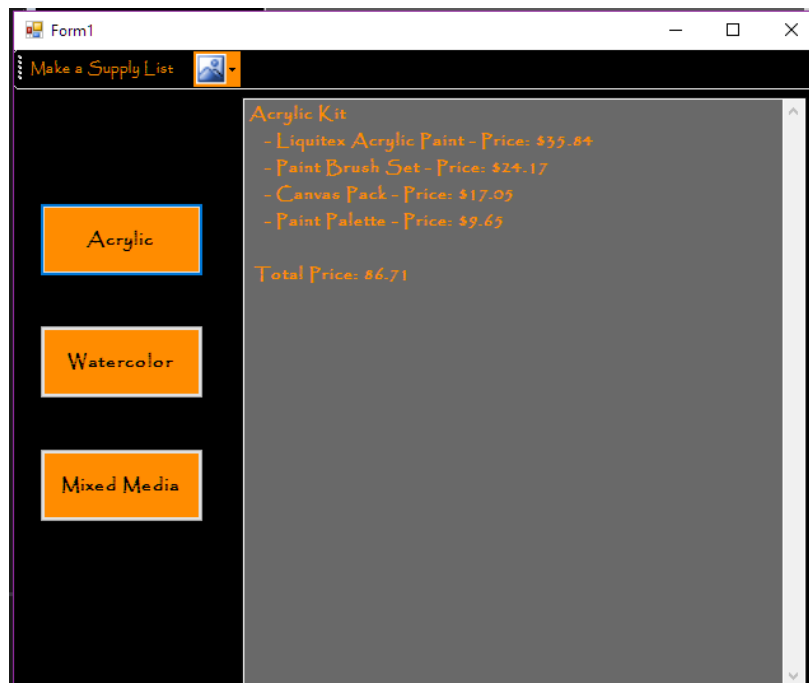 Form1
Make a Supply List
Acrylic
Watercolor
Mixed Media
Acrylic Kit
- Liquitex Acrylic Paint - Price: $35.84
- Paint Brush Set - Price: $24.17
- Canvas Pack - Price: $17.05
- Paint Palette - Price: $9.65
Total Price: 86.71